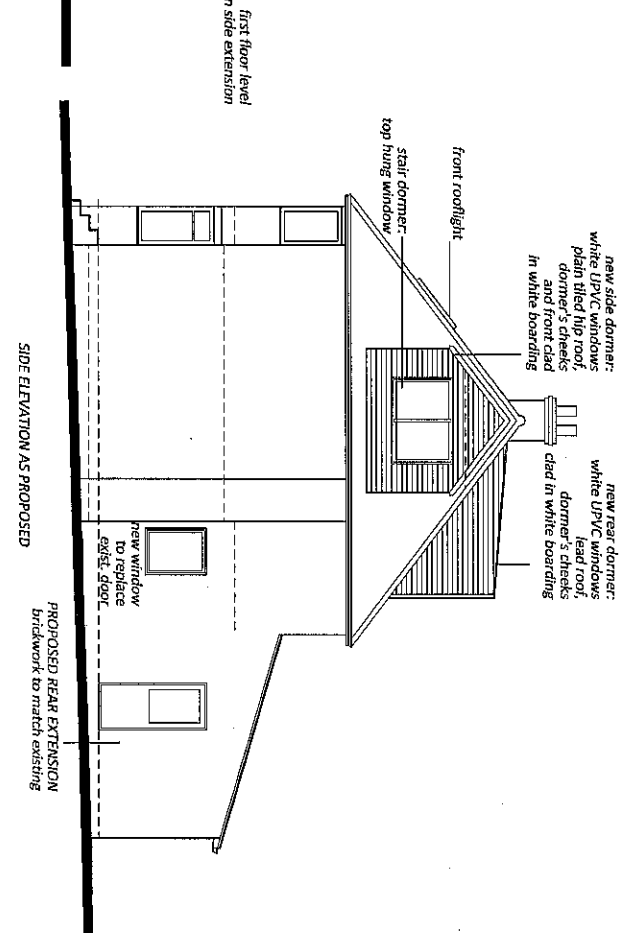 first floor level
n side extension
front rooflight
stair dormer:
top hung window
new side dormer:
white UPVC windows
plain tiled hip roof,
dormer's cheeks
and front clad
in white boarding
new rear dormer:
white UPVC windows
lead roof,
dormer's cheeks
clad in white boarding
new window
to replace
exist. door
SIDE ELEVATION AS PROPOSED
PROPOSED REAR EXTENSION
brickwork to match existing